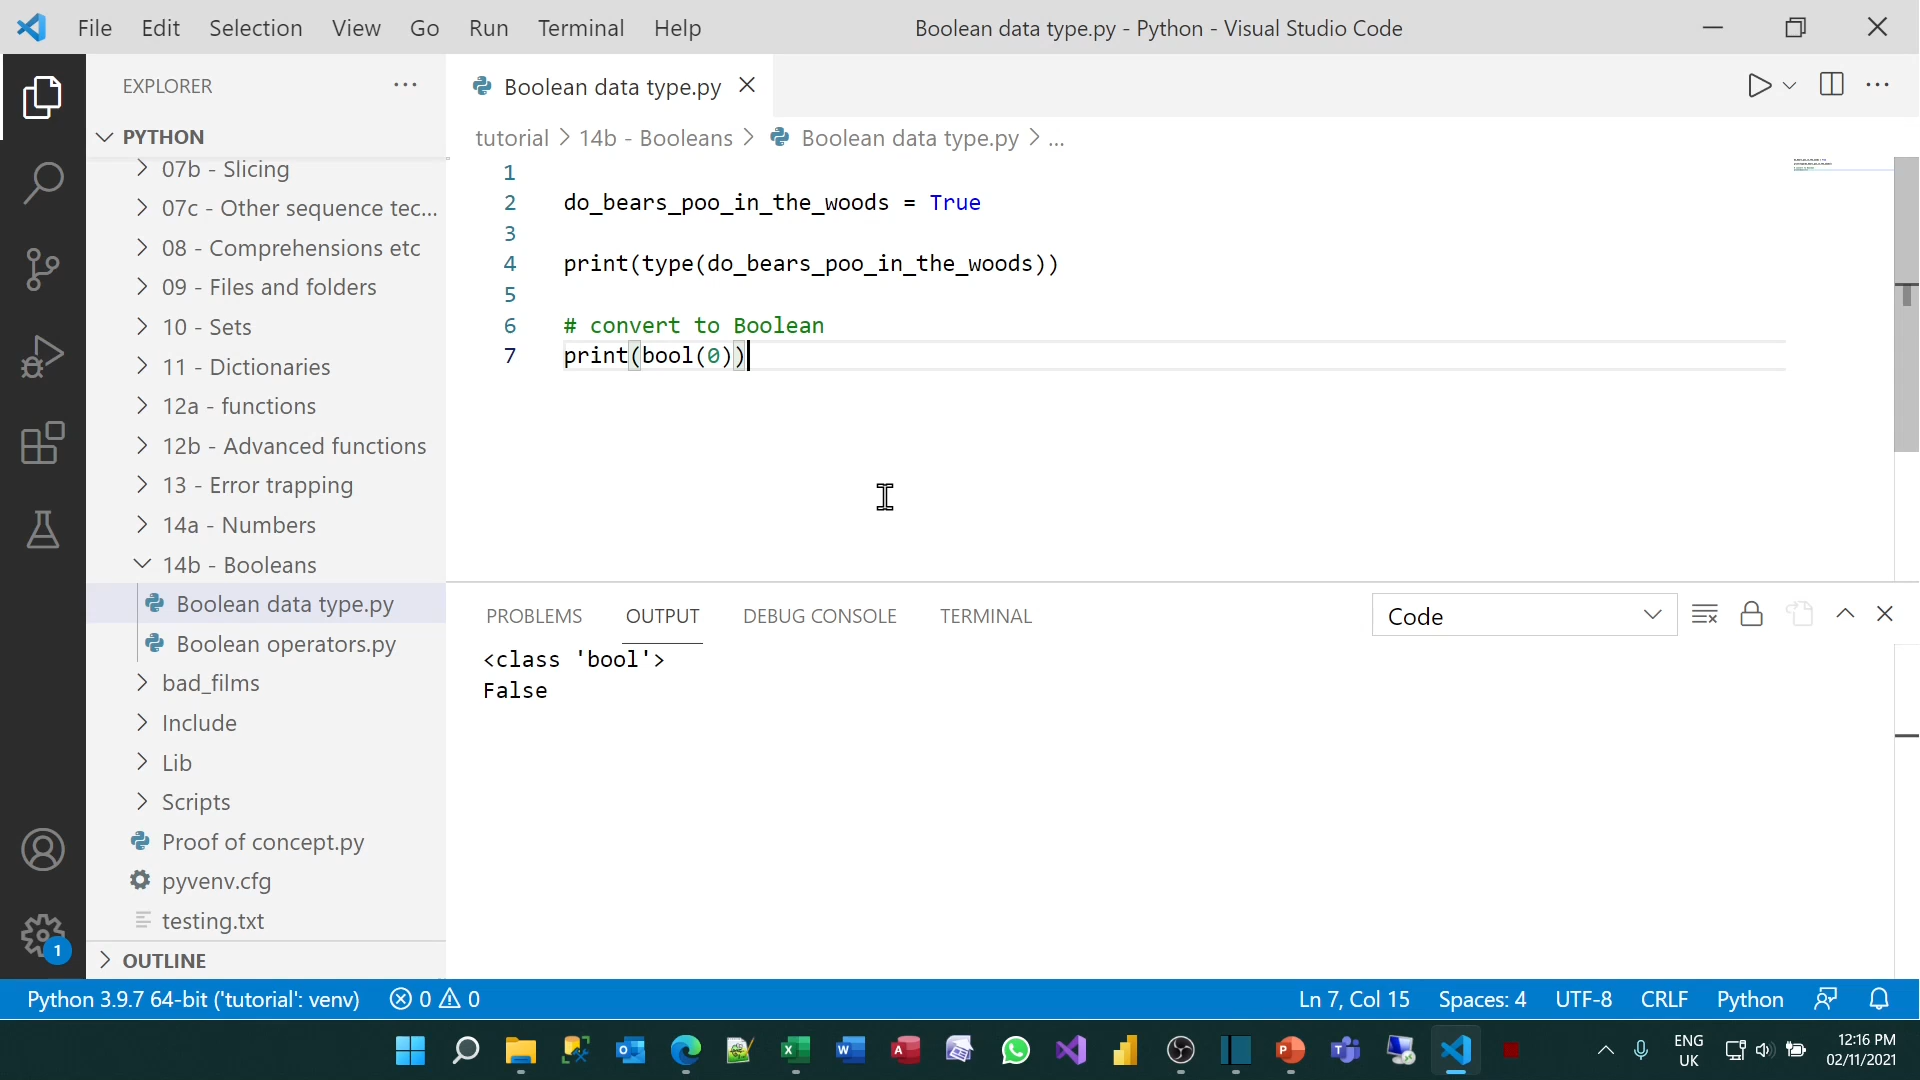 File Edit Selection View Go Run Terminal Help
Boolean data type.py - Python - Visual Studio Code
EXPLORER
PYTHON
07b - Slicing
07c - Other sequence tec...
08 - Comprehensions etc
09 - Files and folders
10 - Sets
11 - Dictionaries
12a - functions
12b - Advanced functions
13 - Error trapping
14a - Numbers
14b - Booleans
Boolean data type.py
Boolean operators.py
bad_films
Include
Lib
Scripts
Proof of concept.py
pyvenv.cfg
testing.txt
OUTLINE
1
Boolean data type.py
tutorial > 14b - Booleans > Boolean data type.py > ...
1
2 do_bears_poo_in_the_woods = True
3
4 print(type(do_bears_poo_in_the_woods))
5
6 # convert to Boolean
7 print(bool(0))
PROBLEMS OUTPUT DEBUG CONSOLE TERMINAL
Code
<class 'bool'>
False
Python 3.9.7 64-bit ('tutorial': venv) 0 0
Ln 7, Col 15 Spaces: 4 UTF-8 CRLF Python
ENG
UK
12:16 PM
02/11/2021